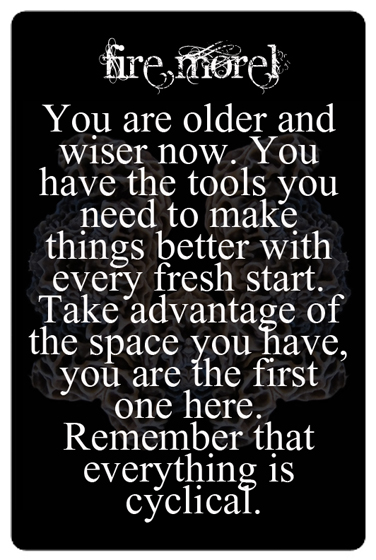 fire morel
You are older and
wiser now. You
have the tools you
need to make
things better with
every fresh start.
Take advantage of
the space you have,
you are the first
one here.
Remember that
everything is
cyclical.